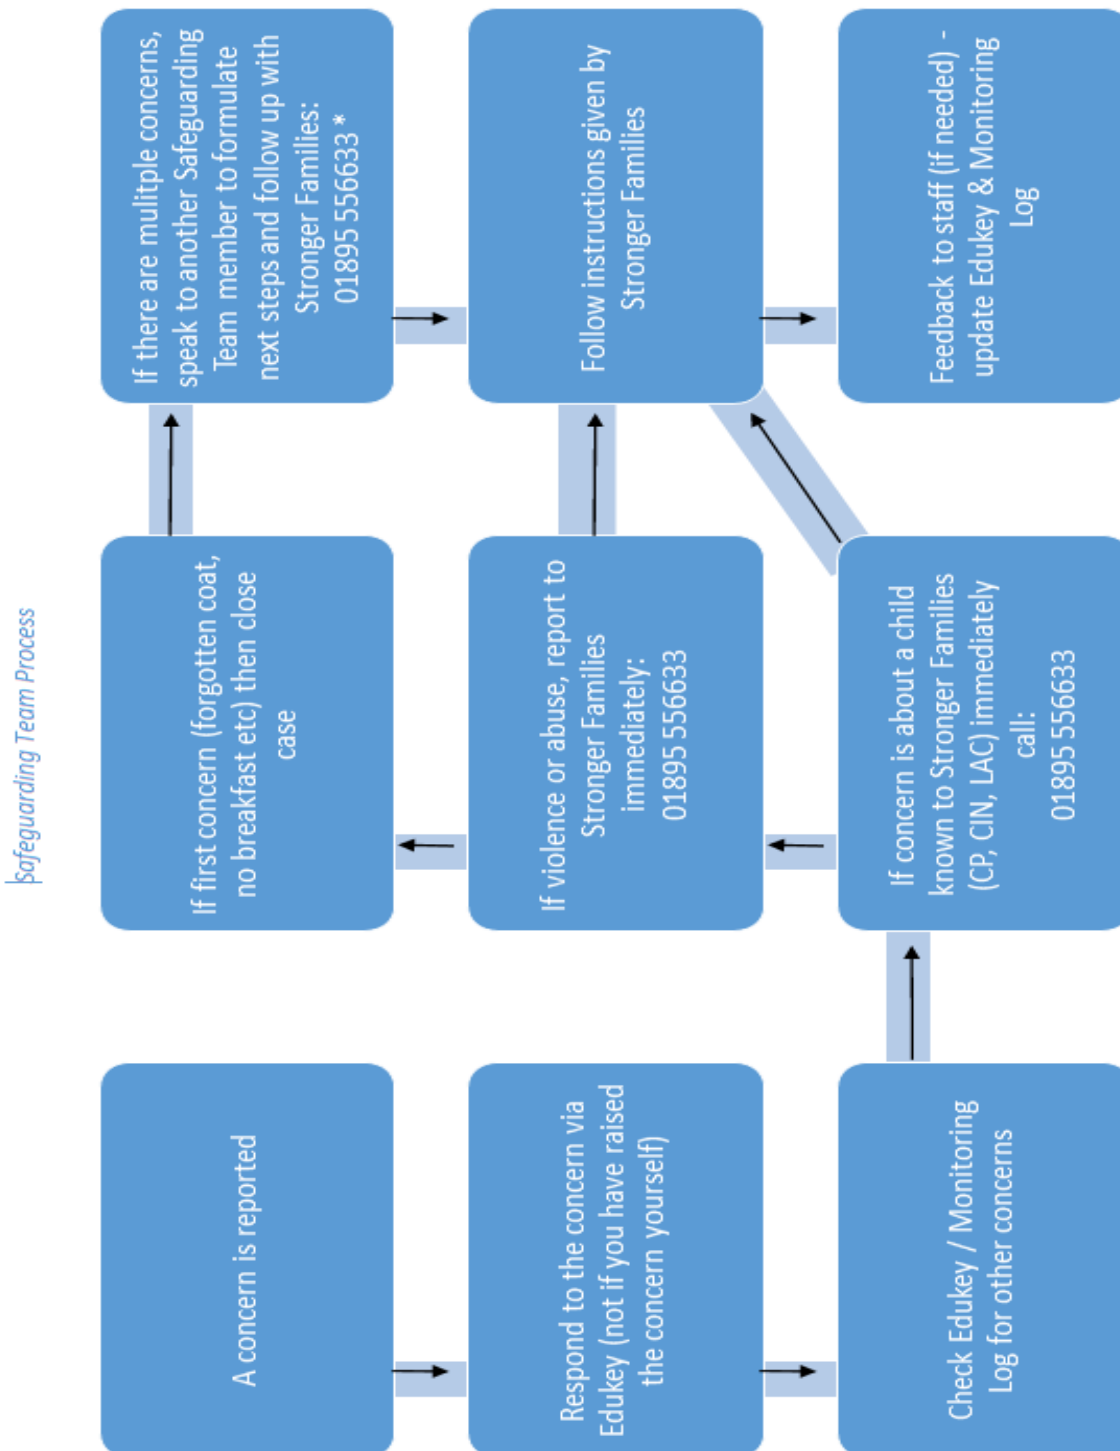 Safeguarding Team Process
A concern is reported
Respond to the concern via
Edukey (not if you have raised
the concern yourself)
Check Edukey / Monitoring
Log for other concerns
If concern is about a child
known to Stronger Families
(CP, CIN, LAC) immediately
call:
01895 556633
If violence or abuse, report to
Stronger Families
immediately:
01895 556633
If first concern (forgotten coat,
no breakfast etc) then close
case
If there are mulitple concerns,
speak to another Safeguarding
Team member to formulate
next steps and follow up with
Stronger Families:
01895 556633 *
Follow instructions given by
Stronger Families
Feedback to staff (if needed) -
update Edukey & Monitoring
Log